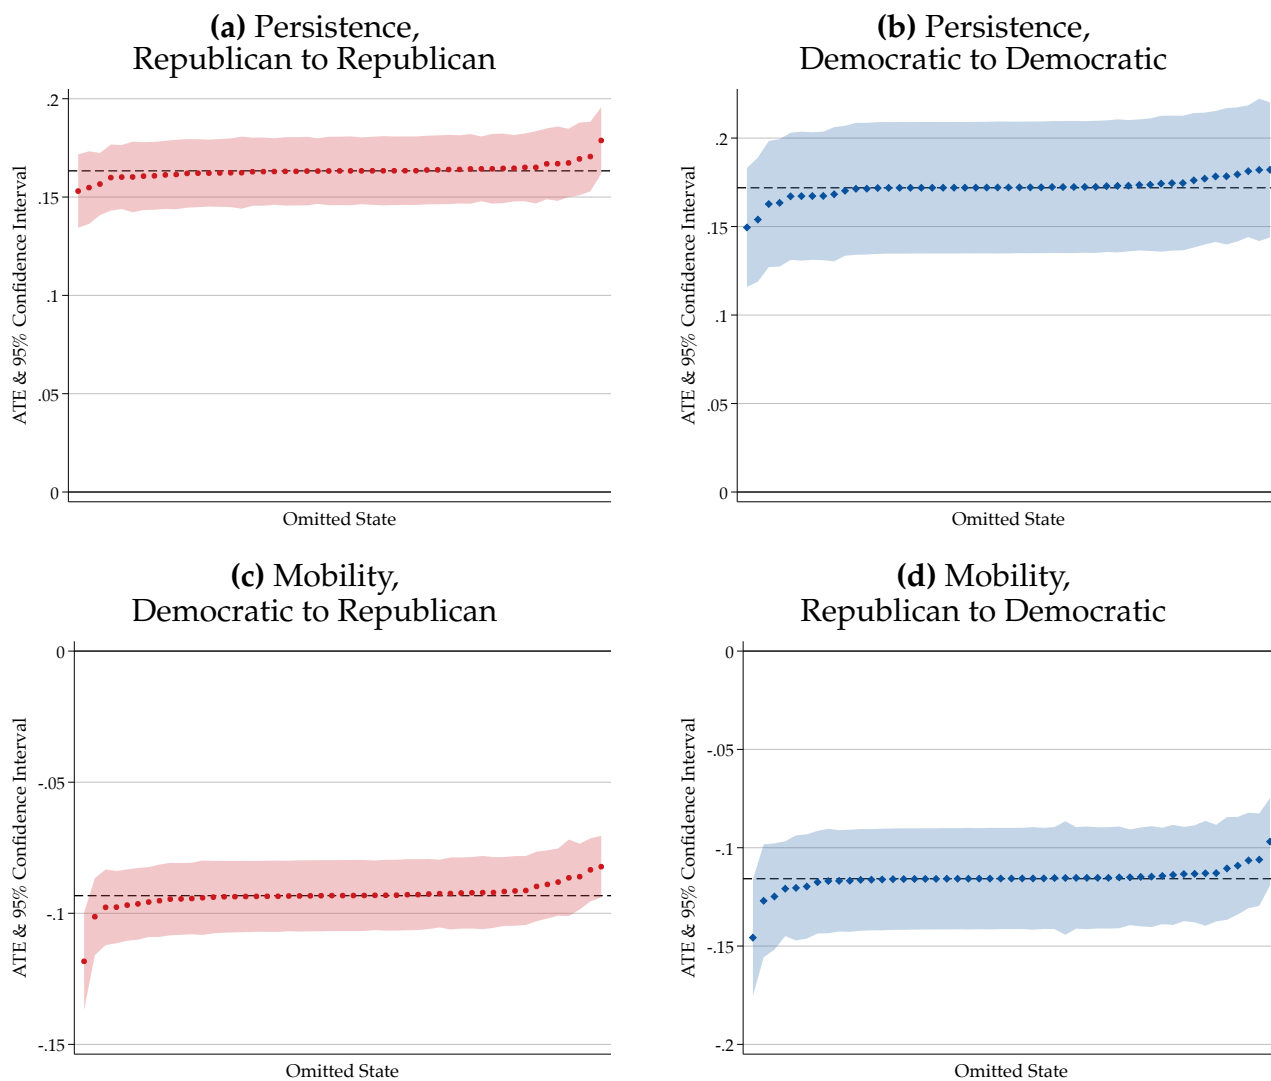 (a) Persistence,
Republican to Republican
ATE & 95% Confidence Interval
.2
.15
.1
.05
0
Omitted State
(b) Persistence,
Democratic to Democratic
ATE & 95% Confidence Interval
.2
.15
.1
.05
0
Omitted State
(c) Mobility,
Democratic to Republican
ATE & 95% Confidence Interval
0
-.05
-.1
-.15
Omitted State
(d) Mobility,
Republican to Democratic
ATE & 95% Confidence Interval
0
-.05
-.1
-.15
-.2
Omitted State